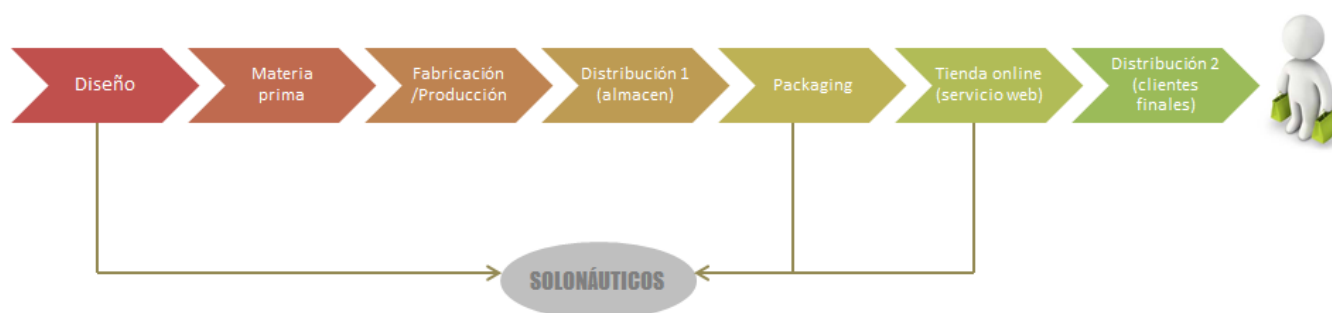 Diseño
Materia
prima
Fabricación
/Producción
Distribución 1
(almacen)
Packaging
Tienda online
(servicio web)
Distribución 2
(clientes
finales)
SOLONÁUTICOS